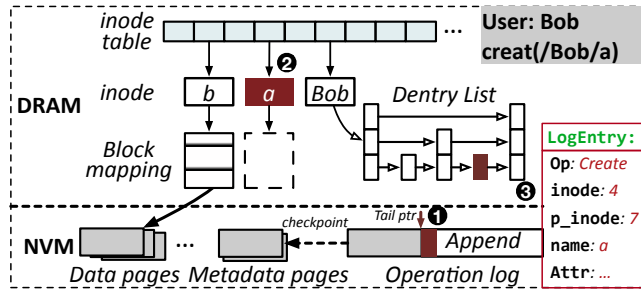 inode table
...
User: Bob
creat(/Bob/a)
DRAM
inode
b
a
❷
Bob
Dentry List
Block mapping
❸
LogEntry:
Op: Create
inode: 4
p_inode: 7
name: a
Attr: ...
NVM
...
checkpoint
Tail ptr
❶
Append
Data pages
Metadata pages
Operation log